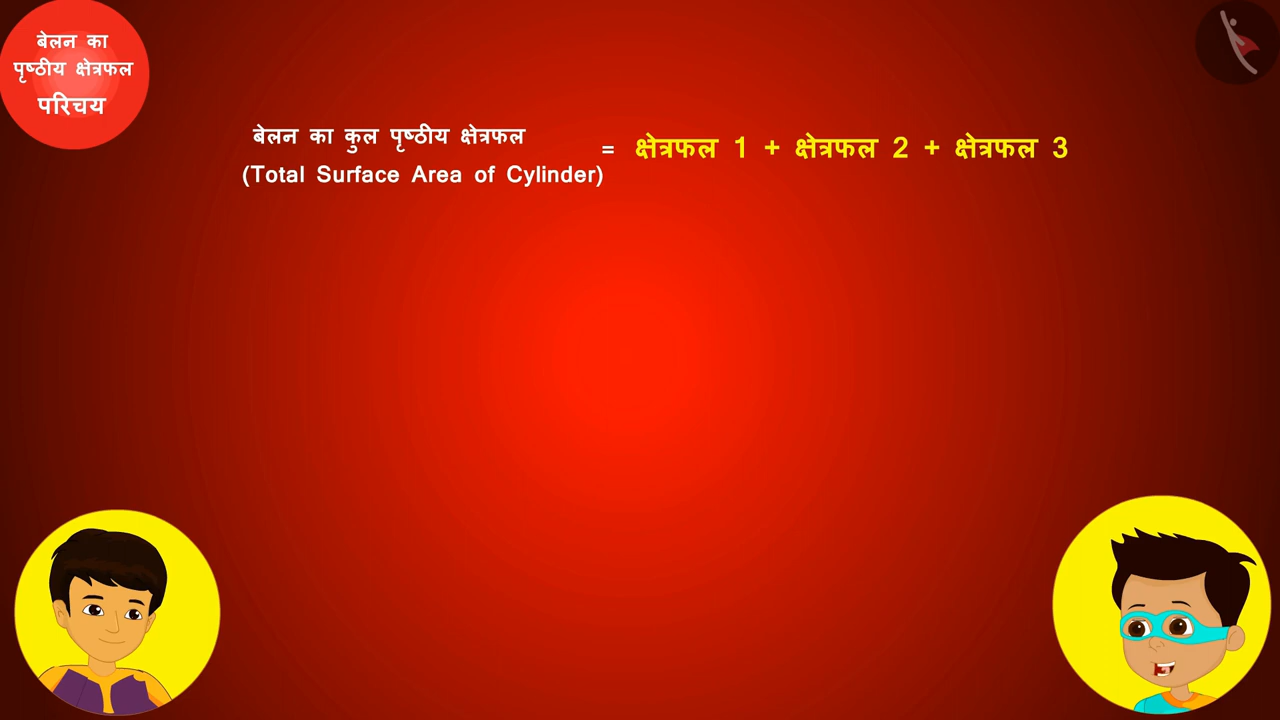 बेलन का
पृष्ठीय क्षेत्रफल
परिचय
बेलन का कुल पृष्ठीय क्षेत्रफल
(Total Surface Area of Cylinder)
= क्षेत्रफल 1 + क्षेत्रफल 2 + क्षेत्रफल 3